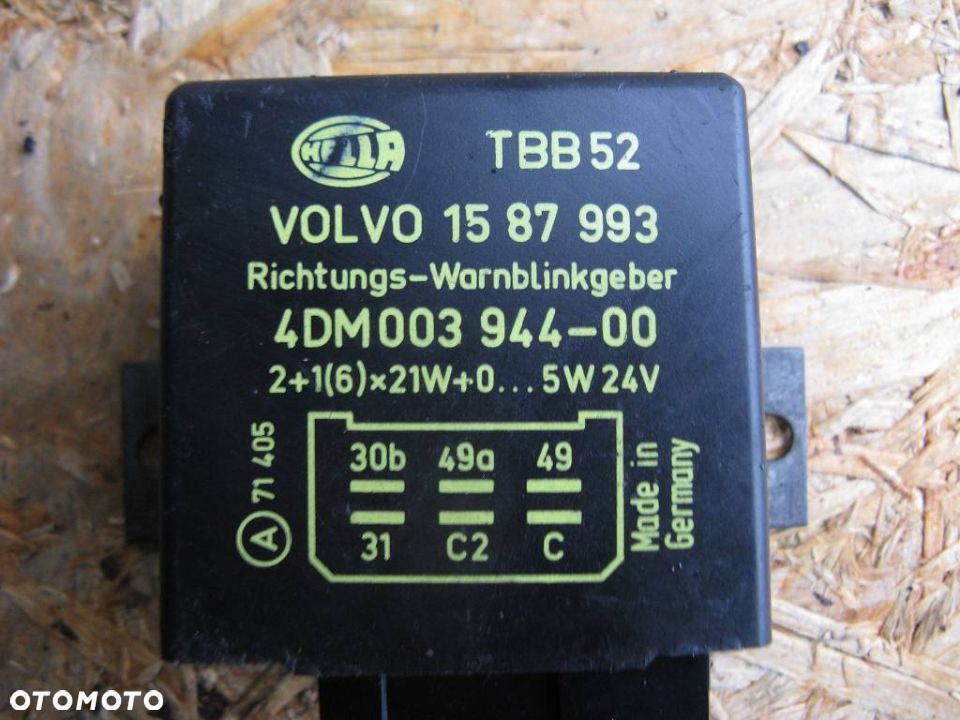 HELLA TBB 52
VOLVO 15 87 993
Richtungs-Warnblinkgeber
4DM 003 944-00
2+1(6)×21W+0...5W 24V
30b 49a 49
31 C2 C
A 71 405
Made in
Germany
OTOMOTO